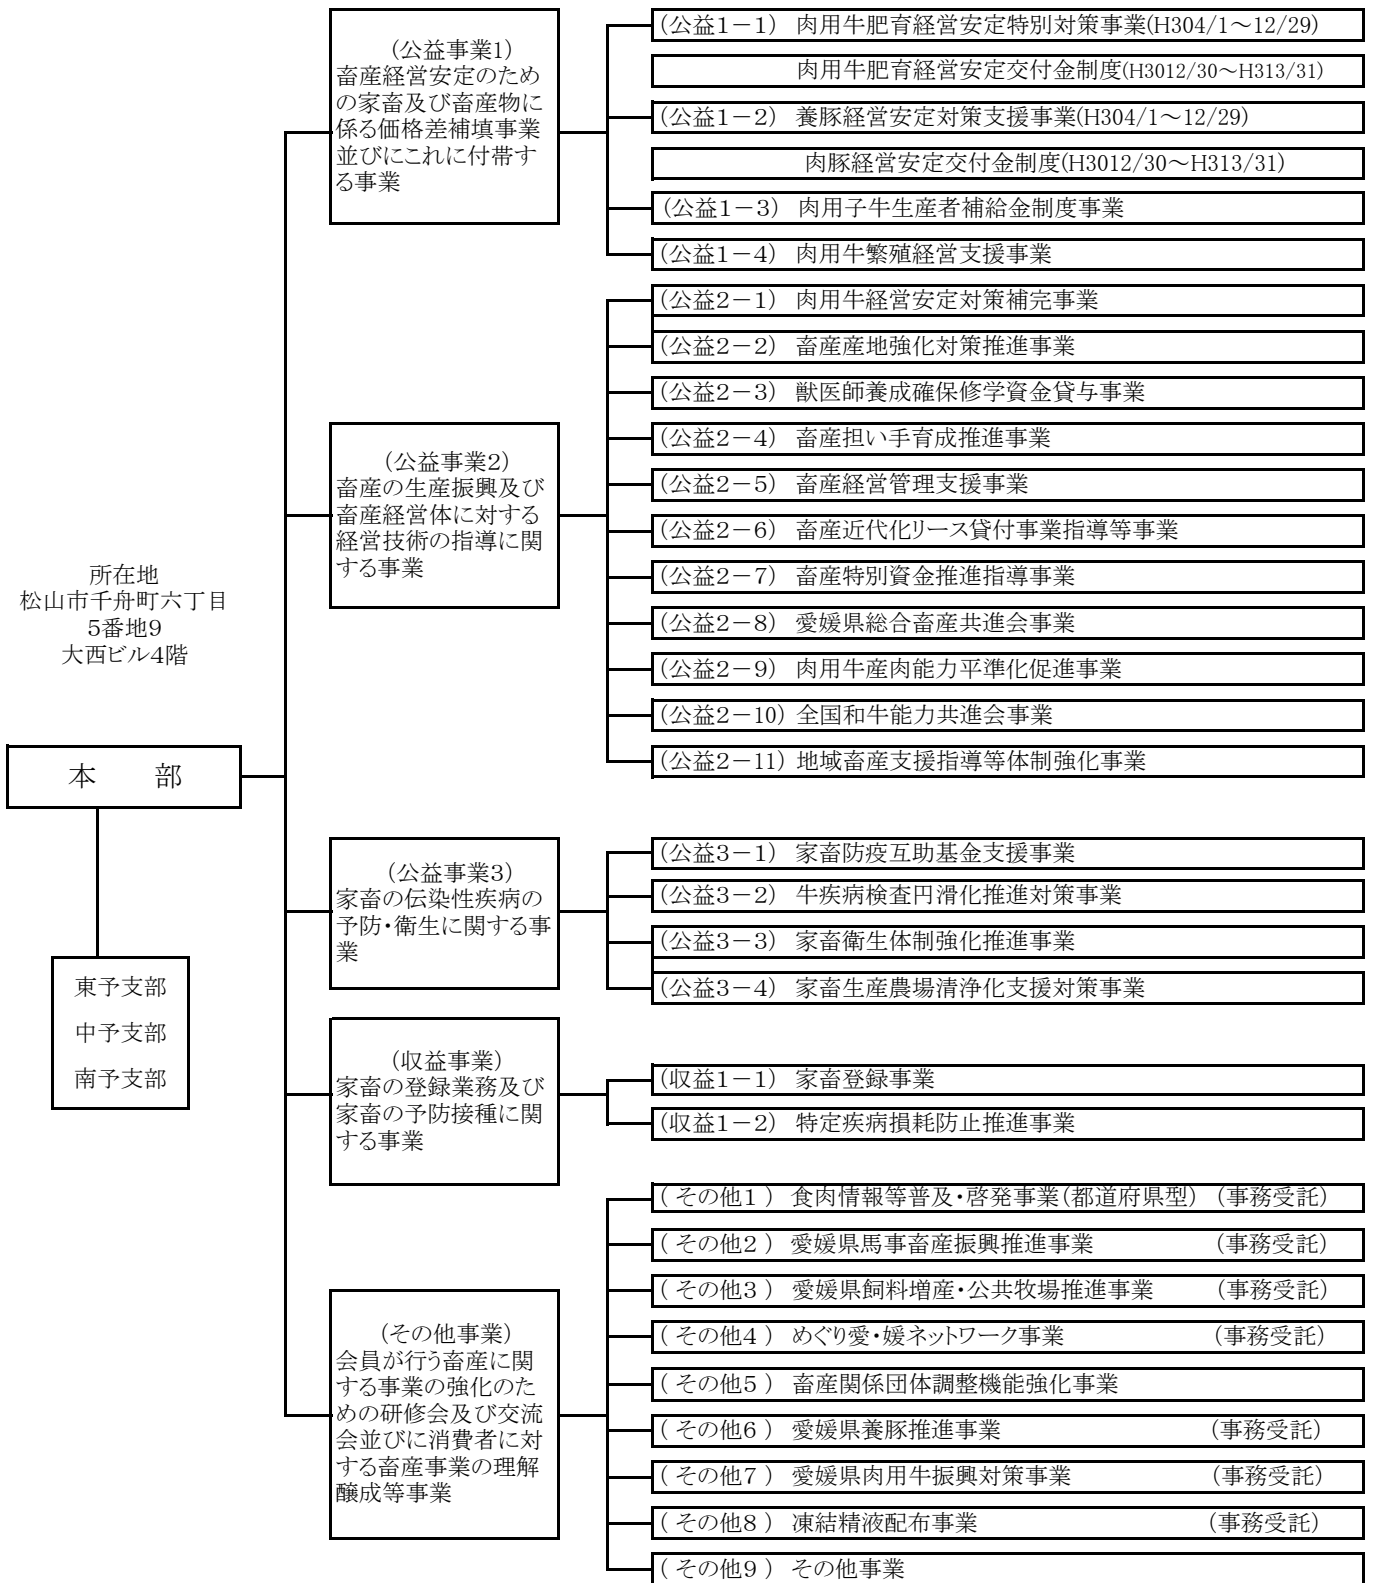 所在地
松山市千舟町六丁目
5番地9
大西ビル4階
本　　部
東予支部
中予支部
南予支部
(公益事業1)
畜産経営安定のため
の家畜及び畜産物に
係る価格差補填事業
並びにこれに付帯す
る事業
(公益1－1) 肉用牛肥育経営安定特別対策事業(H304/1～12/29)
肉用牛肥育経営安定交付金制度(H3012/30～H313/31)
(公益1－2) 養豚経営安定対策支援事業(H304/1～12/29)
肉豚経営安定交付金制度(H3012/30～H313/31)
(公益1－3) 肉用子牛生産者補給金制度事業
(公益1－4) 肉用牛繁殖経営支援事業
(公益事業2)
畜産の生産振興及び
畜産経営体に対する
経営技術の指導に関
する事業
(公益2－1) 肉用牛経営安定対策補完事業
(公益2－2) 畜産産地強化対策推進事業
(公益2－3) 獣医師養成確保修学資金貸与事業
(公益2－4) 畜産担い手育成推進事業
(公益2－5) 畜産経営管理支援事業
(公益2－6) 畜産近代化リース貸付事業指導等事業
(公益2－7) 畜産特別資金推進指導事業
(公益2－8) 愛媛県総合畜産共進会事業
(公益2－9) 肉用牛産肉能力平準化促進事業
(公益2－10) 全国和牛能力共進会事業
(公益2－11) 地域畜産支援指導等体制強化事業
(公益事業3)
家畜の伝染性疾病の
予防・衛生に関する事
業
(公益3－1) 家畜防疫互助基金支援事業
(公益3－2) 牛疾病検査円滑化推進対策事業
(公益3－3) 家畜衛生体制強化推進事業
(公益3－4) 家畜生産農場清浄化支援対策事業
(収益事業)
家畜の登録業務及び
家畜の予防接種に関
する事業
(収益1－1) 家畜登録事業
(収益1－2) 特定疾病損耗防止推進事業
(その他事業)
会員が行う畜産に関
する事業の強化のた
めの研修会及び交流
会並びに消費者に対
する畜産事業の理解
醸成等事業
( その他1 ) 食肉情報等普及・啓発事業(都道府県型) (事務受託)
( その他2 ) 愛媛県馬事畜産振興推進事業 (事務受託)
( その他3 ) 愛媛県飼料増産・公共牧場推進事業 (事務受託)
( その他4 ) めぐり愛・媛ネットワーク事業 (事務受託)
( その他5 ) 畜産関係団体調整機能強化事業
( その他6 ) 愛媛県養豚推進事業 (事務受託)
( その他7 ) 愛媛県肉用牛振興対策事業 (事務受託)
( その他8 ) 凍結精液配布事業 (事務受託)
( その他9 ) その他事業